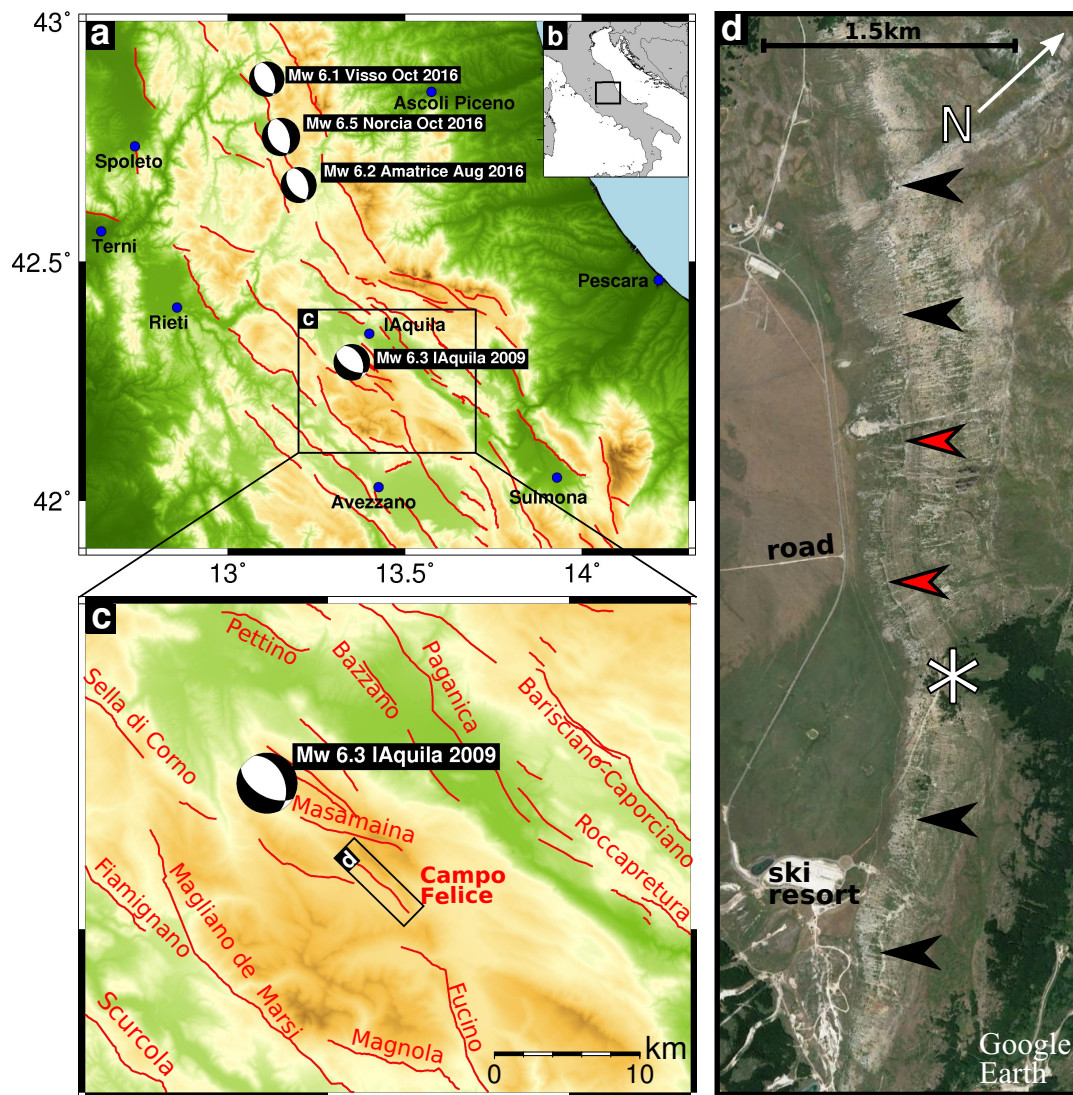 a
43°
42.5°
42°
13°
13.5°
14°
Mw 6.1 Visso Oct 2016
Ascoli Piceno
Mw 6.5 Norcia Oct 2016
Mw 6.2 Amatrice Aug 2016
Spoleto
Terni
Rieti
Pescara
c
lAquila
Mw 6.3 lAquila 2009
Avezzano
Sulmona
b
c
Pettino
Bazzano
Paganica
Sella di Corno
Barisciano-Caporciano
Mw 6.3 lAquila 2009
Masamaina
Roccapretura
d
Campo
Felice
Fiamignano
Magliano de Marsi
Scurcola
Magnola
Fucino
km
0
10
d
1.5km
N
road
ski
resort
Google
Earth